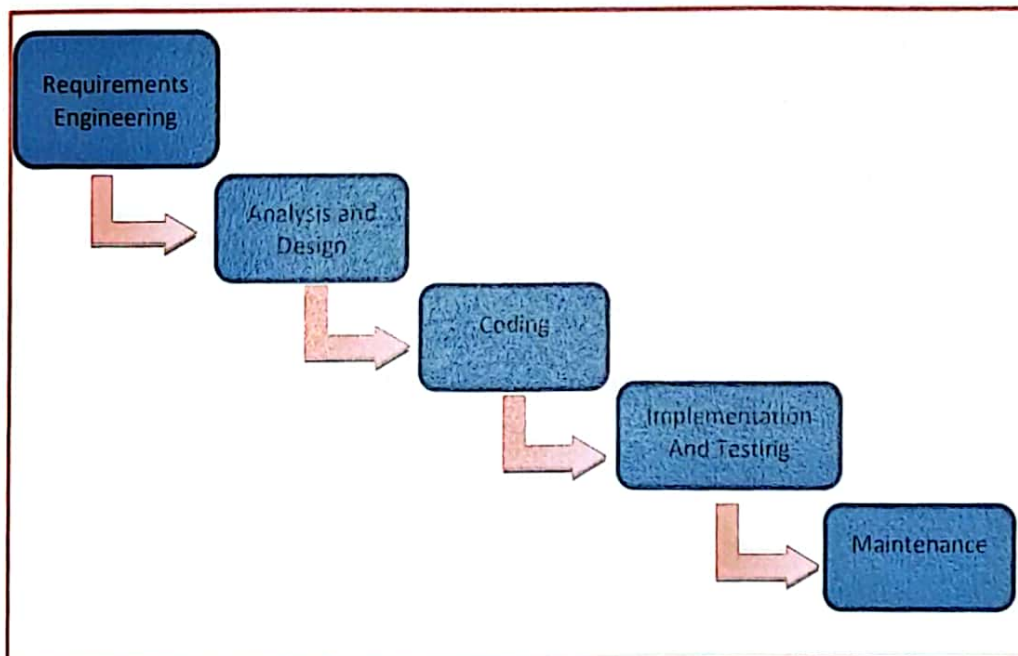 Requirements
Engineering
Analysis and
Design
Coding
Implementation
And Testing
Maintenance